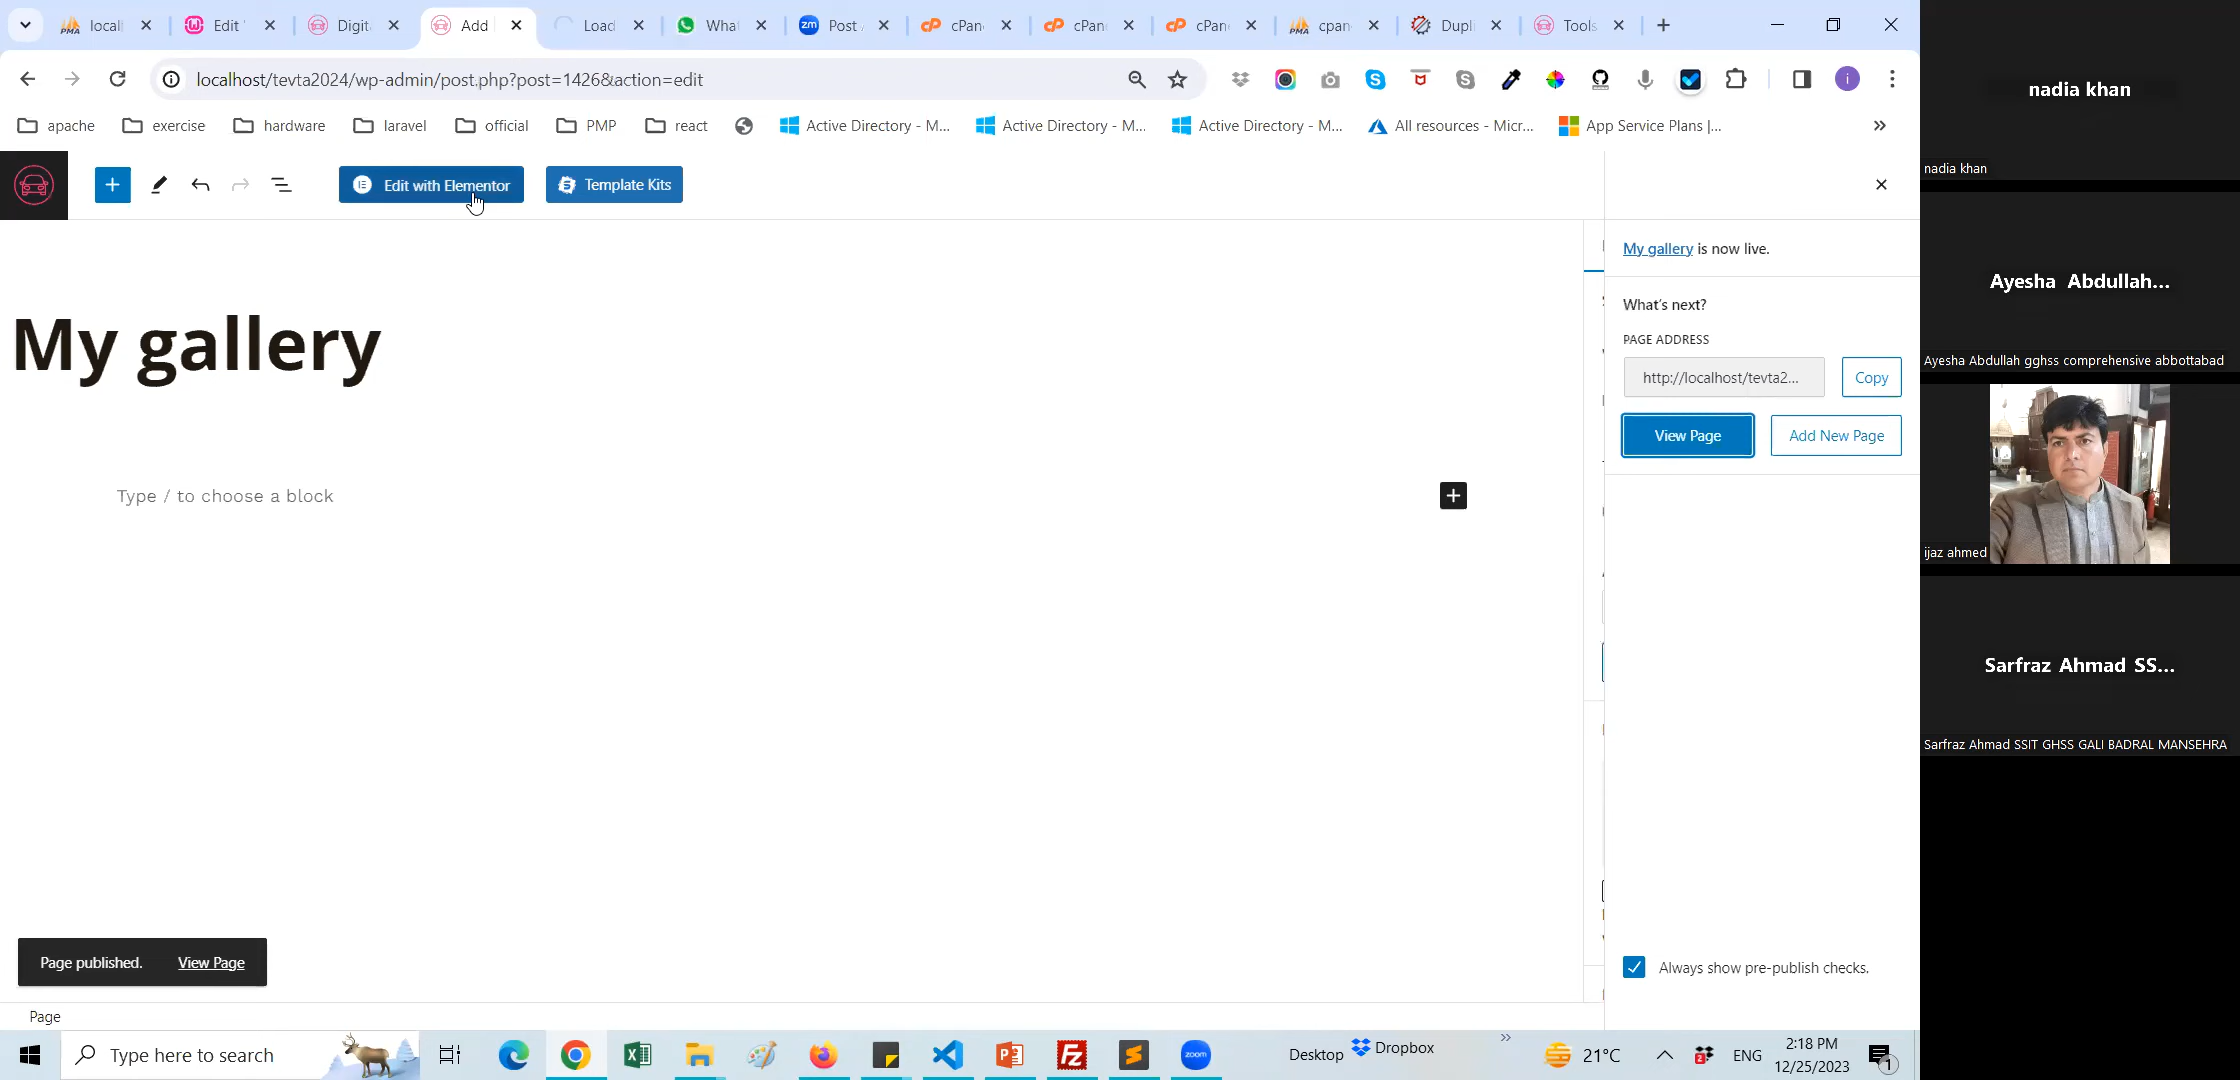 locall
Edit '
Digit
Add
Load
What
Post
cPan
cPan
cPan
cpan
Dupli
Tools
localhost/tevta2024/wp-admin/post.php?post=1426&action=edit
apache
exercise
hardware
laravel
official
PMP
react
Active Directory - M...
Active Directory - M...
Active Directory - M...
All resources - Micr...
App Service Plans |...
Edit with Elementor
Template Kits
My gallery is now live.
What's next?
PAGE ADDRESS
http://localhost/tevta2...
Copy
View Page
Add New Page
My gallery
Type / to choose a block
Always show pre-publish checks.
Page published.
View Page
Page
Type here to search
Desktop
Dropbox
21°C
ENG
2:18 PM
12/25/2023
1
nadia khan
nadia khan
Ayesha Abdullah...
Ayesha Abdullah gghss comprehensive abbottabad
ijaz ahmed
Sarfraz Ahmad SS...
Sarfraz Ahmad SSIT GHSS GALI BADRAL MANSEHRA